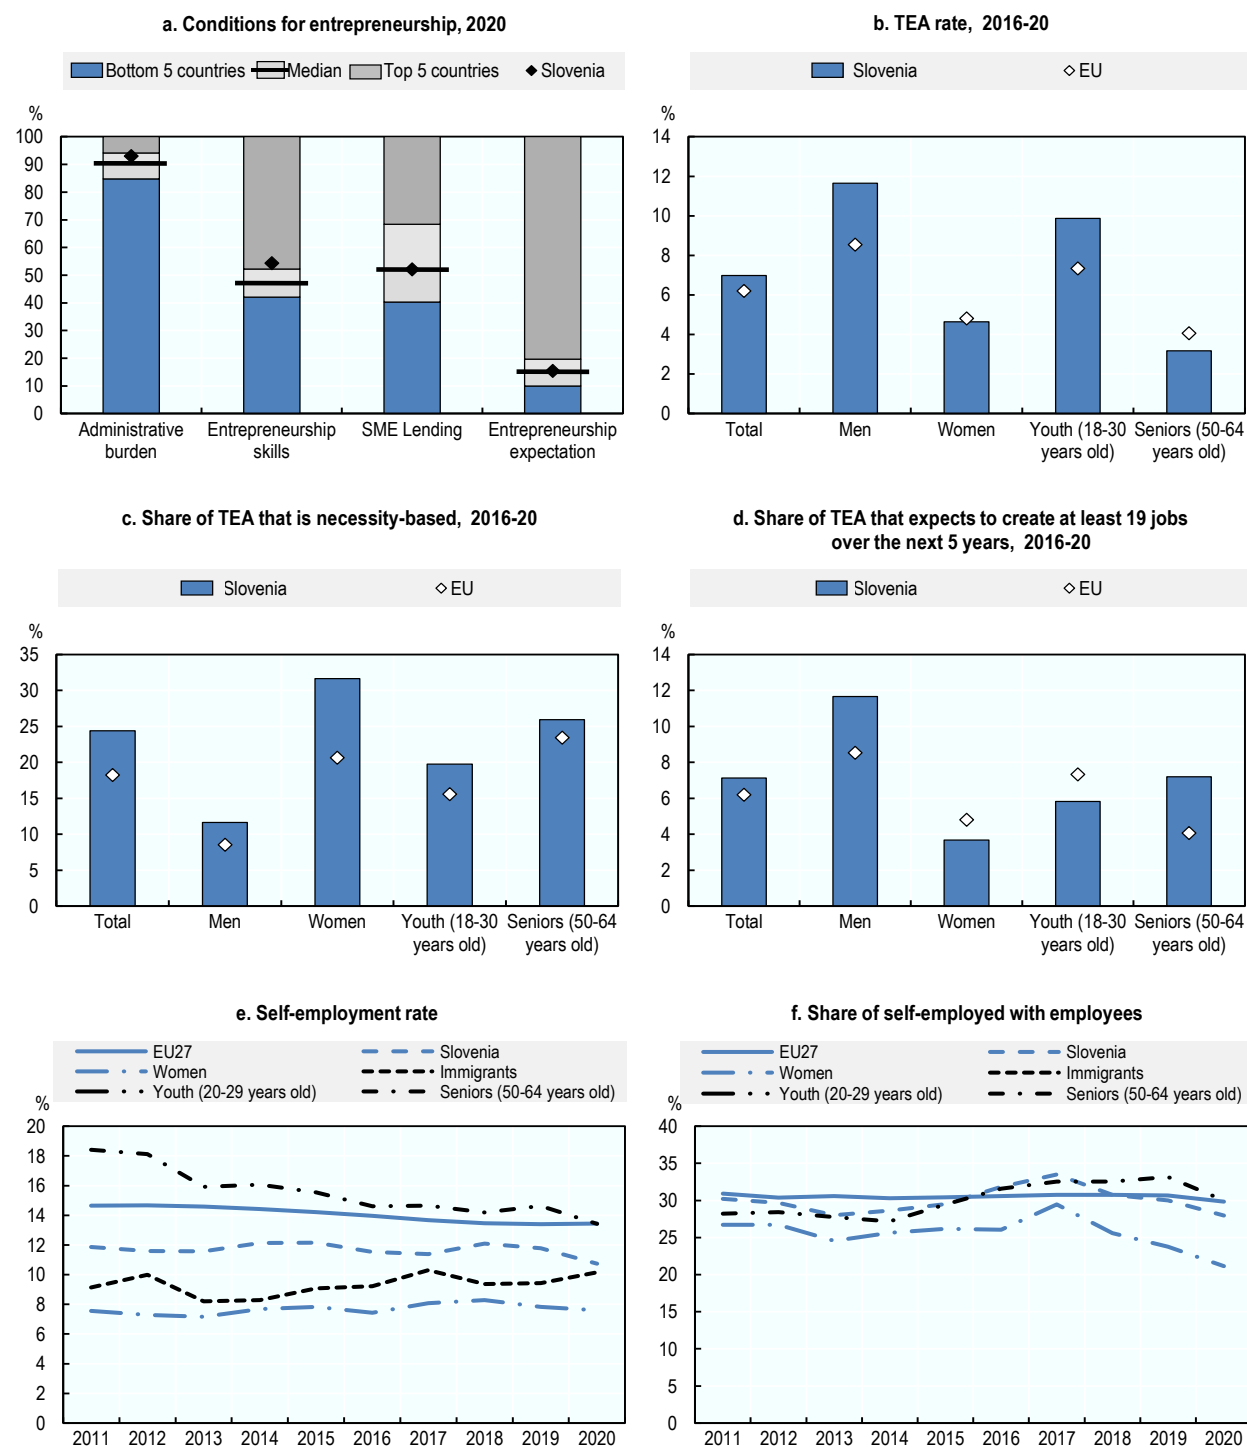 a. Conditions for entrepreneurship, 2020
Bottom 5 countries Median Top 5 countries Slovenia
%
100
90
80
70
60
50
40
30
20
10
0
Administrative burden
Entrepreneurship skills
SME Lending
Entrepreneurship expectation
b. TEA rate, 2016-20
Slovenia EU
%
14
12
10
8
6
4
2
0
Total Men Women Youth (18-30 Seniors (50-64
years old) years old)
c. Share of TEA that is necessity-based, 2016-20
Slovenia EU
%
35
30
25
20
15
10
5
0
Total Men Women Youth (18-30 Seniors (50-64
years old) years old)
d. Share of TEA that expects to create at least 19 jobs
over the next 5 years, 2016-20
Slovenia EU
%
14
12
10
8
6
4
2
0
Total Men Women Youth (18-30 Seniors (50-64
years old) years old)
e. Self-employment rate
EU27 Slovenia
Women Immigrants
Youth (20-29 years old) Seniors (50-64 years old)
%
20
18
16
14
12
10
8
6
4
2
0
2011 2012 2013 2014 2015 2016 2017 2018 2019 2020
f. Share of self-employed with employees
EU27 Slovenia
Women Immigrants
Youth (20-29 years old) Seniors (50-64 years old)
%
40
35
30
25
20
15
10
5
0
2011 2012 2013 2014 2015 2016 2017 2018 2019 2020